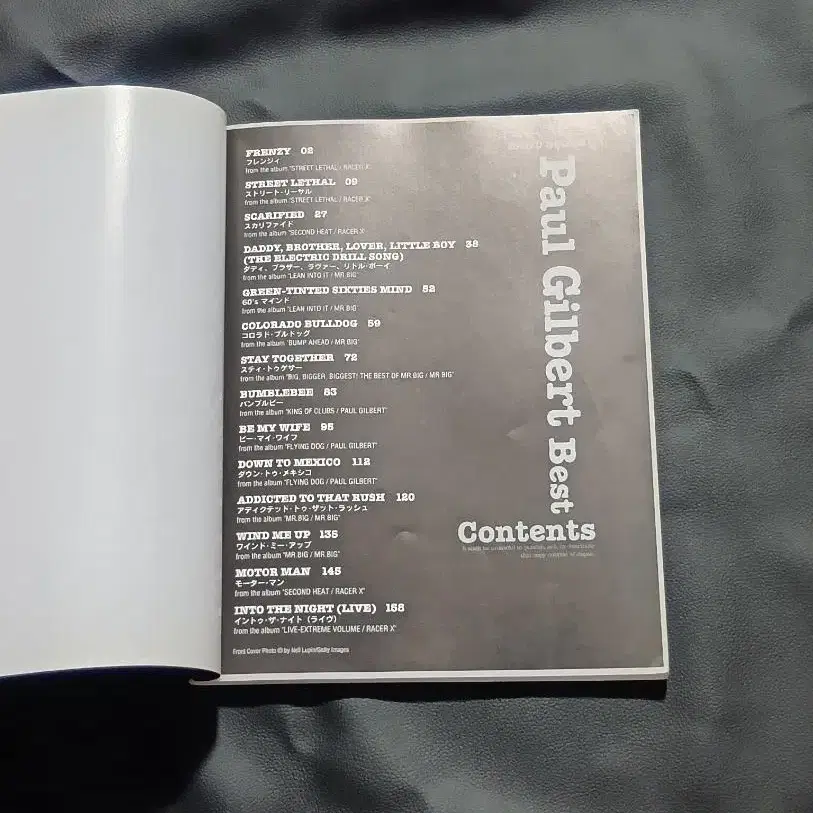 FRENZY 02
フレンジィ
from the album "STREET LETHAL / RACER X"
STREET LETHAL 09
ストリート・リーサル
from the album "STREET LETHAL / RACER X"
SCARIFIED 27
スカリファイド
from the album "SECOND HEAT / RACER X"
DADDY, BROTHER, LOVER, LITTLE BOY 38
(THE ELECTRIC DRILL SONG)
ダディ、ブラザー、ラヴァー、リトル・ボーイ
from the album "LEAN INTO IT / MR.BIG"
GREEN-TINTED SIXTIES MIND 52
60's マインド
from the album "LEAN INTO IT / MR.BIG"
COLORADO BULLDOG 59
コロラド・ブルドッグ
from the album "BUMP AHEAD / MR.BIG"
STAY TOGETHER 72
スティ・トゥゲザー
from the album "BIG, BIGGER, BIGGEST! THE BEST OF MR.BIG / MR.BIG"
BUMBLEBEE 83
バンブルビー
from the album "KING OF CLUBS / PAUL GILBERT"
BE MY WIFE 95
ビー・マイ・ワイフ
from the album "FLYING DOG / PAUL GILBERT"
DOWN TO MEXICO 112
ダウン・トゥ・メキシコ
from the album "FLYING DOG / PAUL GILBERT"
ADDICTED TO THAT RUSH 120
アディクテッド・トゥ・ザット・ラッシュ
from the album "MR.BIG / MR.BIG"
WIND ME UP 135
ワインド・ミー・アップ
from the album "MR.BIG / MR.BIG"
MOTOR MAN 145
モーター・マン
from the album "SECOND HEAT / RACER X"
INTO THE NIGHT (LIVE) 158
イントゥ・ザ・ナイト（ライヴ）
from the album "LIVE-EXTREME VOLUME / RACER X"
Front Cover Photo © by Neil Lupin/Getty Images
Paul Gilbert Best
Contents